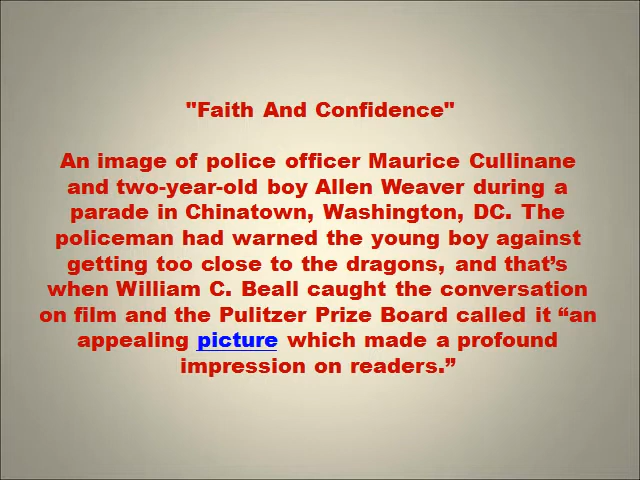 "Faith And Confidence"
An image of police officer Maurice Cullinane
and two-year-old boy Allen Weaver during a
parade in Chinatown, Washington, DC. The
policeman had warned the young boy against
getting too close to the dragons, and that’s
when William C. Beall caught the conversation
on film and the Pulitzer Prize Board called it “an
appealing picture which made a profound
impression on readers.”